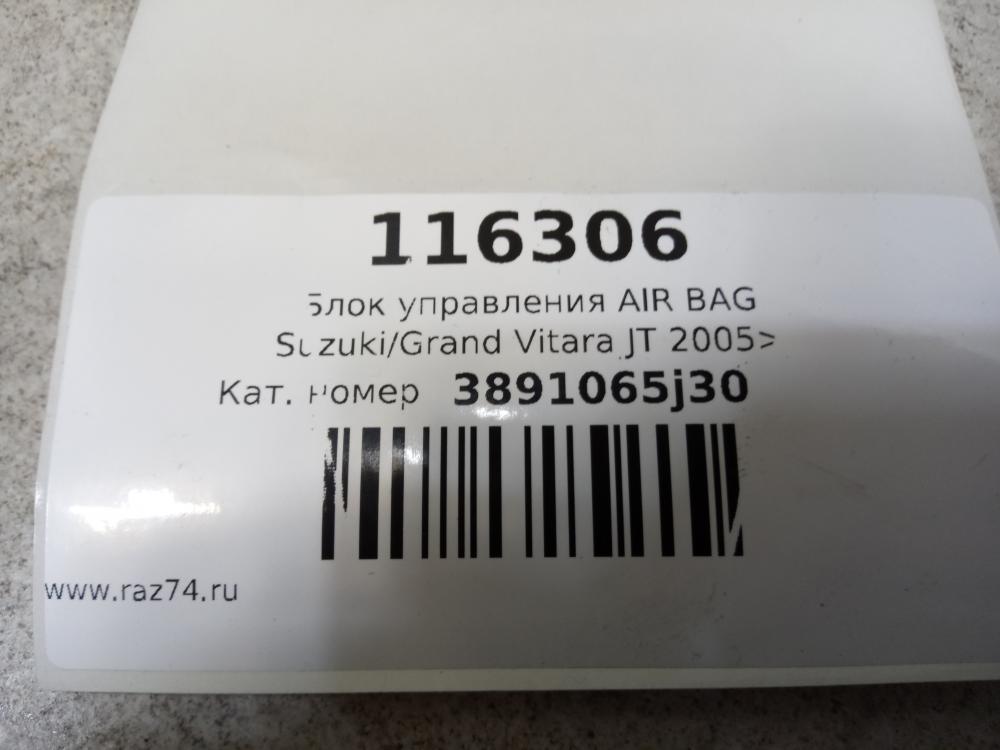 116306
Блок управления AIR BAG
Suzuki/Grand Vitara JT 2005>
Кат. номер 3891065j30
www.raz74.ru